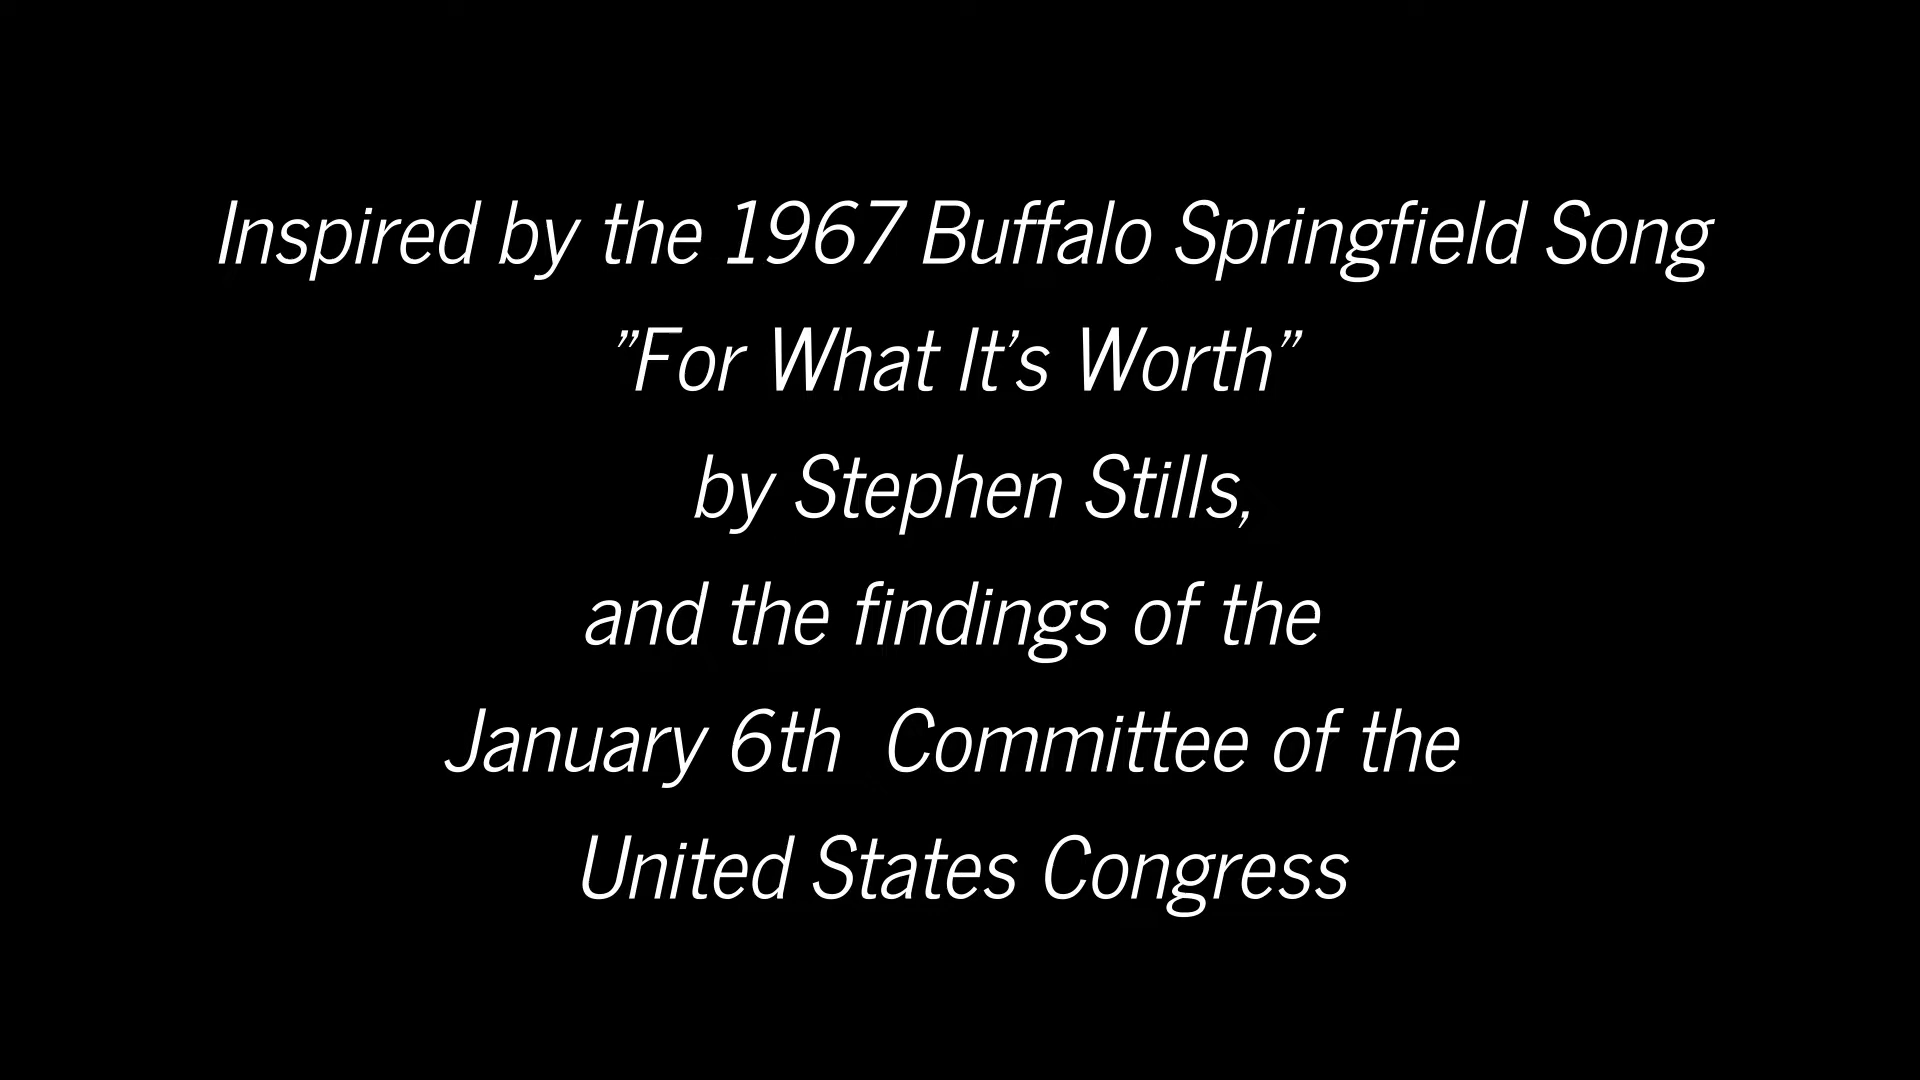 Inspired by the 1967 Buffalo Springfield Song
”For What It’s Worth”
by Stephen Stills,
and the findings of the
January 6th  Committee of the
United States Congress